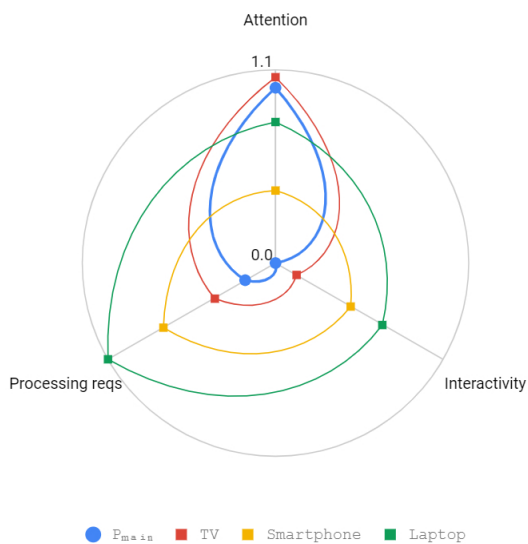 Attention
1.1
0.0
Processing reqs
Interactivity
Pmain TV Smartphone Laptop